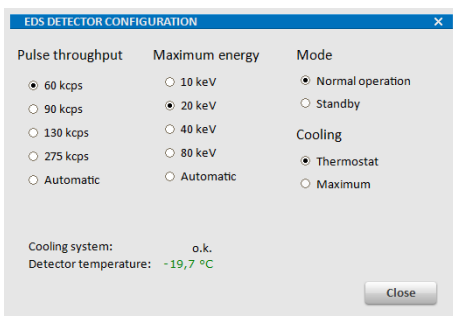 EDS DETECTOR CONFIGURATION
Pulse throughput
60 kcps
90 kcps
130 kcps
275 kcps
Automatic
Maximum energy
10 keV
20 keV
40 keV
80 keV
Automatic
Mode
Normal operation
Standby
Cooling
Thermostat
Maximum
Cooling system: o.k.
Detector temperature: -19,7 °C
Close